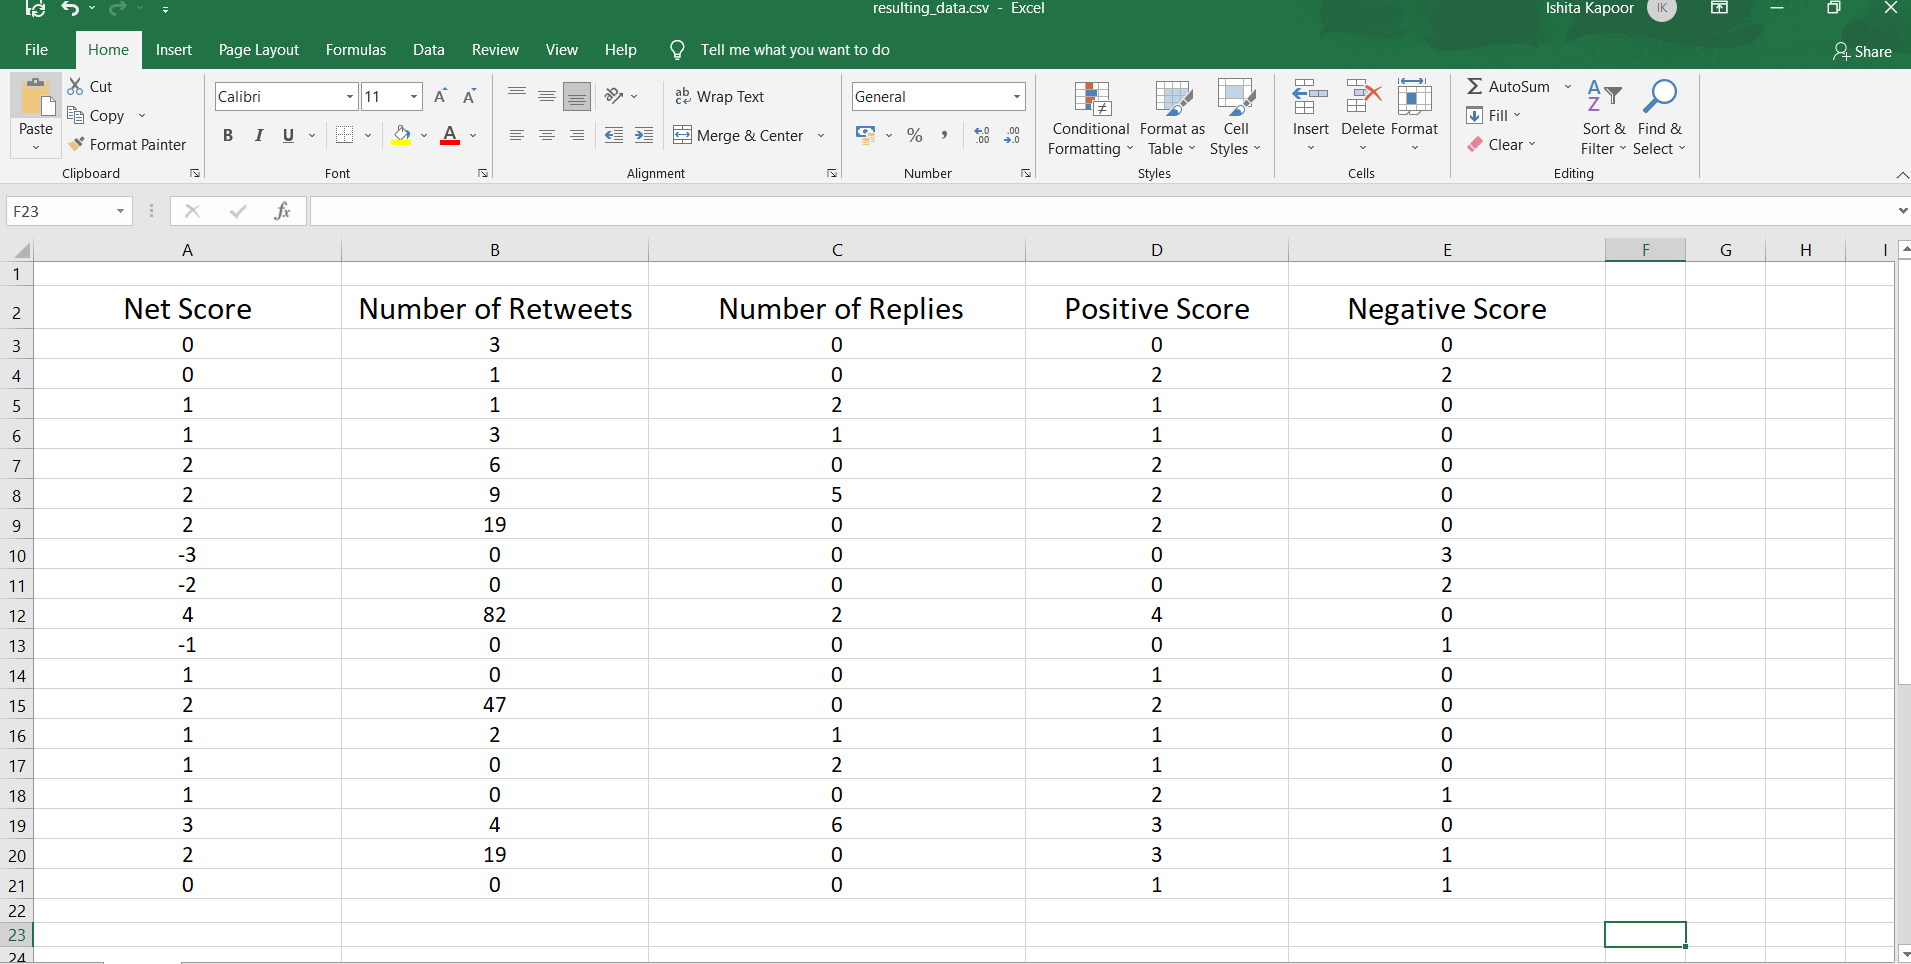 resulting_data.csv - Excel
Ishita Kapoor IK
File Home Insert Page Layout Formulas Data Review View Help Tell me what you want to do Share
Paste
Cut
Copy
Format Painter
Clipboard
Calibri 11 A A
B I U A
Font
ab Wrap Text
Merge & Center
Alignment
General
% ,
Number
Conditional Formatting
Format as Table
Cell Styles
Styles
Insert Delete Format
Cells
AutoSum
Fill
Clear
Sort & Filter
Find & Select
Editing
F23 fx
A B C D E F G H I
1
2 Net Score Number of Retweets Number of Replies Positive Score Negative Score
3 0 3 0 0 0
4 0 1 0 2 2
5 1 1 2 1 0
6 1 3 1 1 0
7 2 6 0 2 0
8 2 9 5 2 0
9 2 19 0 2 0
10 -3 0 0 0 3
11 -2 0 0 0 2
12 4 82 2 4 0
13 -1 0 0 0 1
14 1 0 0 1 0
15 2 47 0 2 0
16 1 2 1 1 0
17 1 0 2 1 0
18 1 0 0 2 1
19 3 4 6 3 0
20 2 19 0 3 1
21 0 0 0 1 1
22
23
24